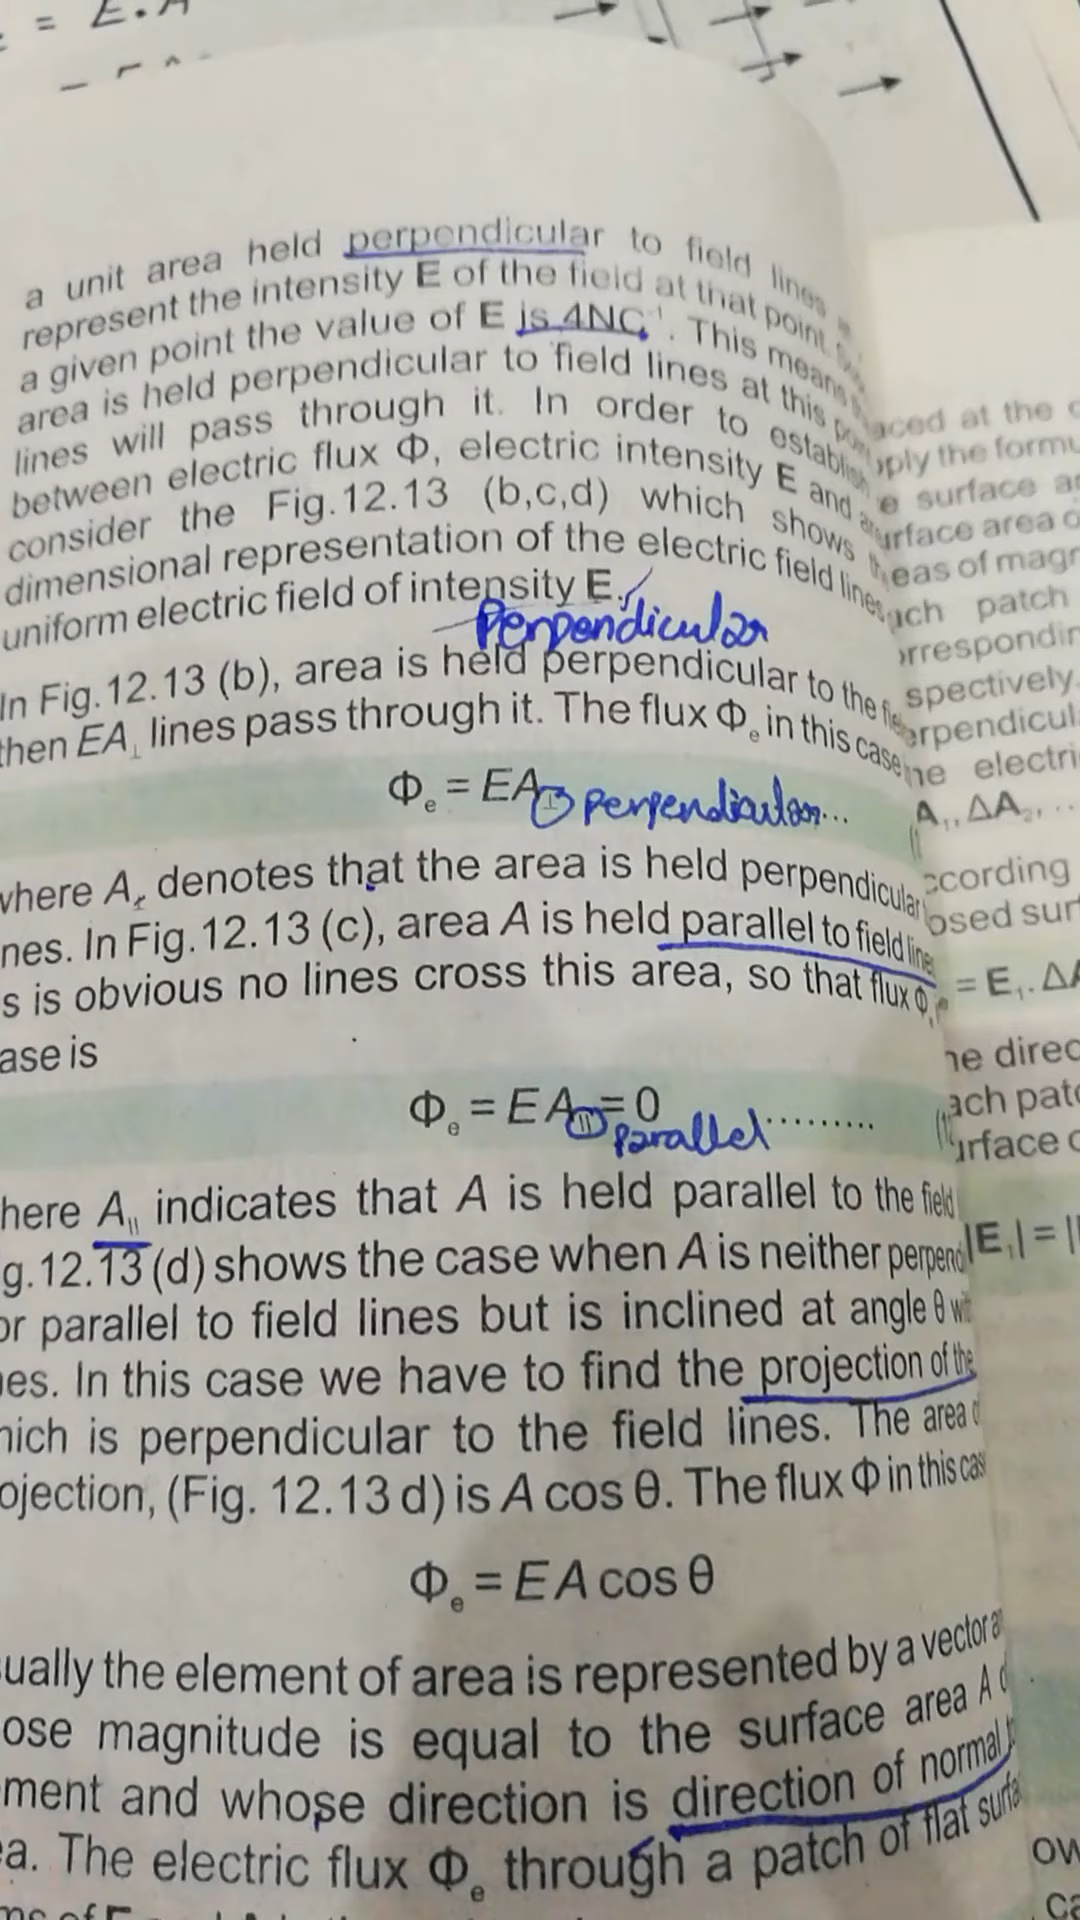 = E.A
a unit area held perpendicular to field lines
represent the intensity E of the field at that point.
a given point the value of E is 4NC⁻¹. This means
area is held perpendicular to field lines at this
lines will pass through it. In order to establish
between electric flux Φ, electric intensity E and
consider the Fig.12.13 (b,c,d) which shows
dimensional representation of the electric field lines
uniform electric field of intensity E.
Perpendicular
In Fig.12.13 (b), area is held perpendicular to the
then EA⊥ lines pass through it. The flux Φe in this case
Φe = EA⊥ perpendicular...
where A denotes that the area is held perpendicular
nes. In Fig.12.13 (c), area A is held parallel to field lines
s is obvious no lines cross this area, so that flux Φe
ase is
Φe = EA|| = 0 ..........
parallel
here A|| indicates that A is held parallel to the field
g.12.13 (d) shows the case when A is neither perpend
or parallel to field lines but is inclined at angle θ
es. In this case we have to find the projection of the
hich is perpendicular to the field lines. The area
ojection, (Fig. 12.13 d) is A cos θ. The flux Φ in this cas
Φe = E A cos θ
ually the element of area is represented by a vector
ose magnitude is equal to the surface area A
ment and whose direction is direction of normal
ea. The electric flux Φe through a patch of flat surfa
aced at the
ply the formu
e surface ar
urface area o
eas of magn
ach patch
orrespondin
spectively.
erpendicul
he electri
A₁, ΔA₂, ..
ccording
osed sur
= E₁. ΔA
he direc
ach patc
urface o
|E₁| = |
ow
ca